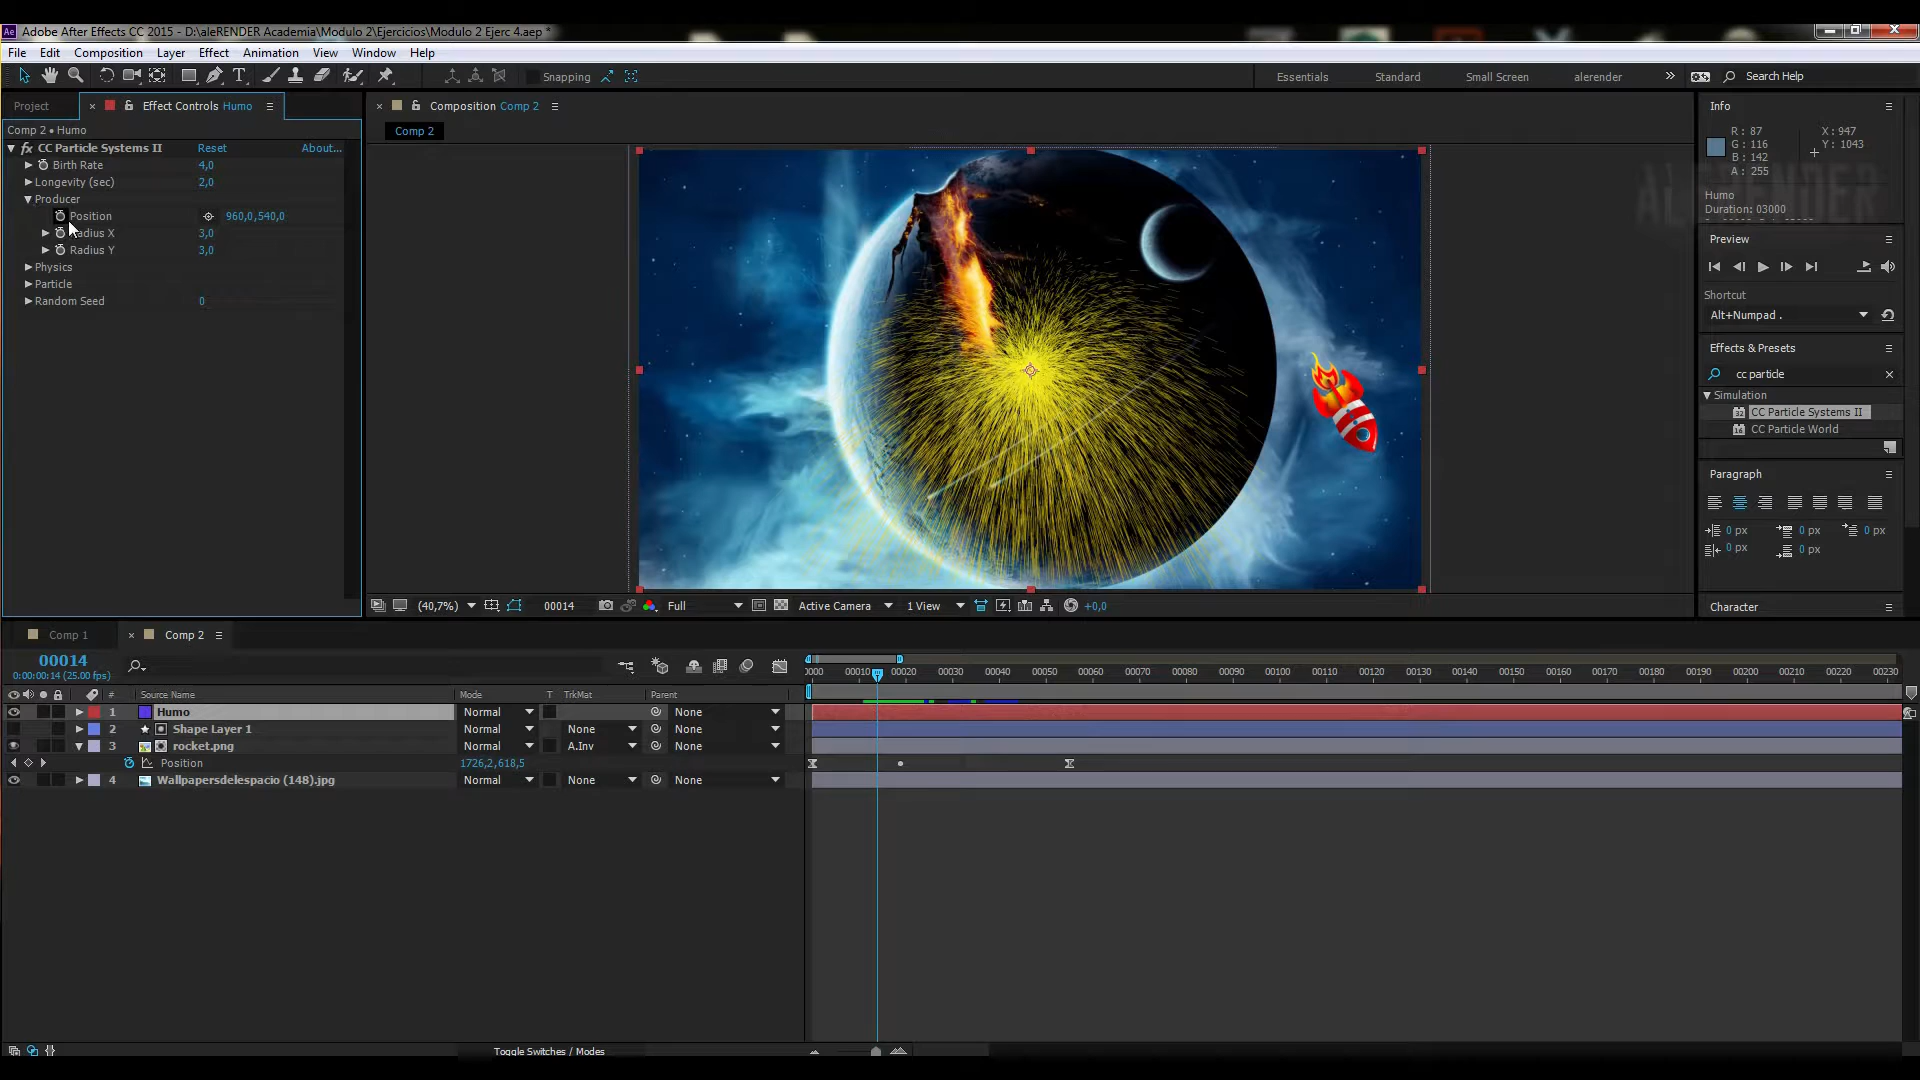 Adobe After Effects CC 2015 - D:\aleRENDER Academia\Modulo 2\Ejercicios\Modulo 2 Ejerc 4.aep *
File Edit Composition Layer Effect Animation View Window Help
Snapping
Essentials Standard Small Screen alerender » Search Help
Project × Effect Controls Humo
Comp 2 • Humo
fx CC Particle Systems II Reset About...
Birth Rate 4,0
Longevity (sec) 2,0
Producer
Position 960,0,540,0
Radius X 3,0
Radius Y 3,0
Physics
Particle
Random Seed 0
× Composition Comp 2
Comp 2
(40,7%) 00014 Full Active Camera 1 View +0,0
Info
R: 87
G: 116
B: 142
A: 255
X: 947
Y: 1043
ALERENDER
Humo
Duration: 03000
Preview
Shortcut
Alt+Numpad .
Effects & Presets
cc particle ×
Simulation
32 CC Particle Systems II
16 CC Particle World
Paragraph
0 px 0 px 0 px
0 px 0 px
Character
Comp 1 × Comp 2
00014
0:00:00:14 (25.00 fps)
0000 00010 00020 00030 00040 00050 00060 00070 00080 00090 00100 00110 00120 00130 00140 00150 00160 00170 00180 00190 00200 00210 00220 00230
# Source Name Mode T TrkMat Parent
1 Humo Normal None
2 Shape Layer 1 Normal None None
3 rocket.png Normal A.Inv None
Position 1726,2,618,5
4 Wallpapersdelespacio (148).jpg Normal None None
Toggle Switches / Modes